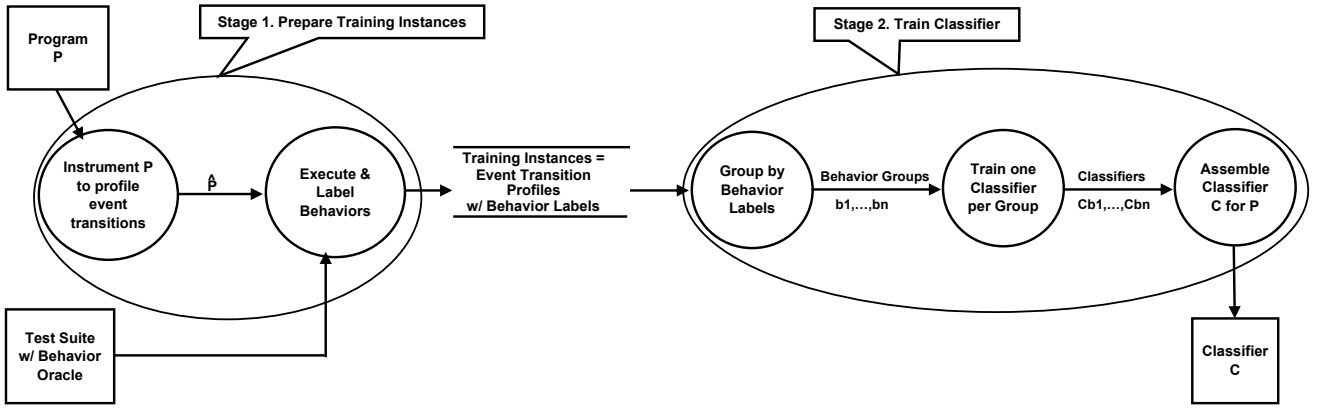 Program
P
Stage 1. Prepare Training Instances
Stage 2. Train Classifier
Instrument P
to profile
event
transitions
P̂
Execute &
Label
Behaviors
Training Instances =
Event Transition
Profiles
w/ Behavior Labels
Group by
Behavior
Labels
Behavior Groups
b1,...,bn
Train one
Classifier
per Group
Classifiers
Cb1,...,Cbn
Assemble
Classifier
C for P
Test Suite
w/ Behavior
Oracle
Classifier
C